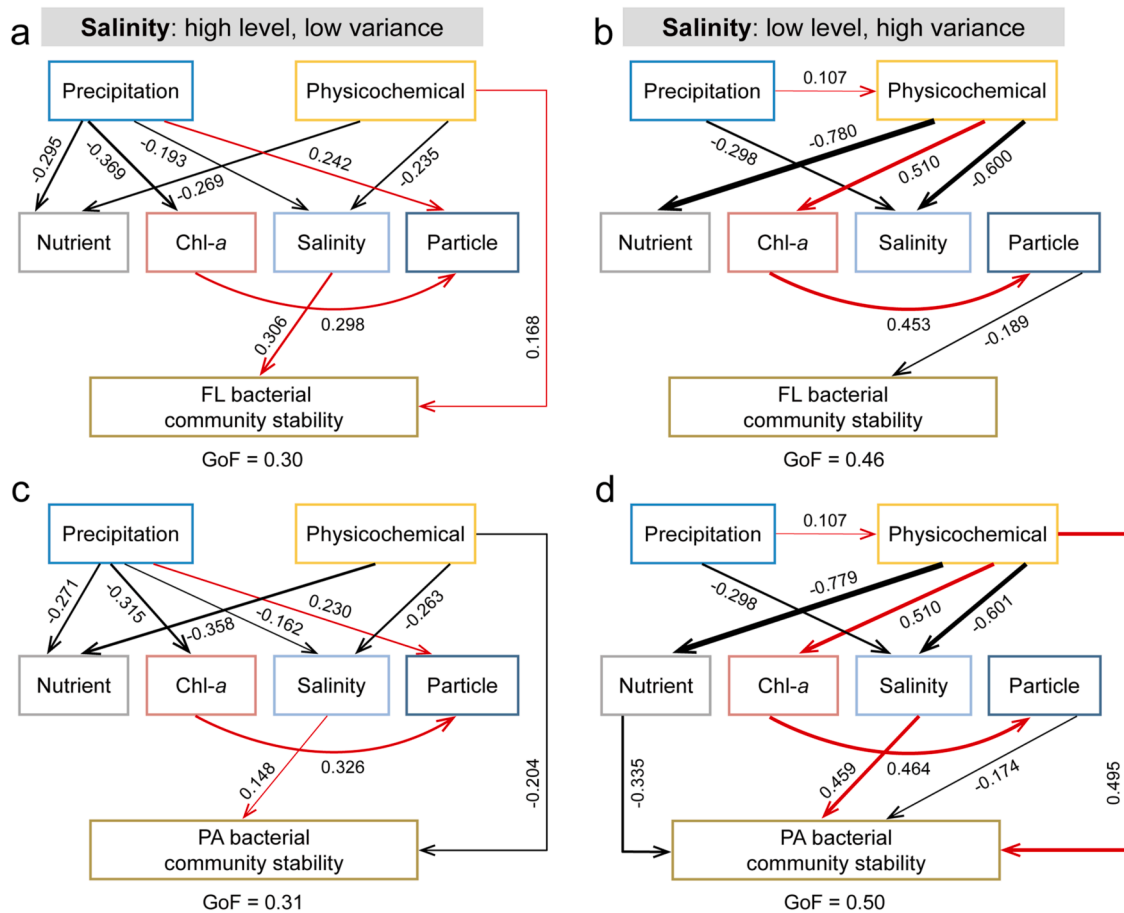 a
Salinity: high level, low variance
Precipitation
Physicochemical
-0.295
-0.369
-0.193
0.242
-0.269
-0.235
Nutrient
Chl-a
Salinity
Particle
0.306
0.298
0.168
FL bacterial
community stability
GoF = 0.30
b
Salinity: low level, high variance
Precipitation
0.107
Physicochemical
-0.298
-0.780
0.510
-0.600
Nutrient
Chl-a
Salinity
Particle
0.453
-0.189
FL bacterial
community stability
GoF = 0.46
c
Precipitation
Physicochemical
-0.271
-0.315
-0.358
-0.162
0.230
-0.263
Nutrient
Chl-a
Salinity
Particle
0.148
0.326
-0.204
PA bacterial
community stability
GoF = 0.31
d
Precipitation
0.107
Physicochemical
-0.298
-0.779
0.510
-0.601
Nutrient
Chl-a
Salinity
Particle
-0.335
0.459
0.464
-0.174
0.495
PA bacterial
community stability
GoF = 0.50